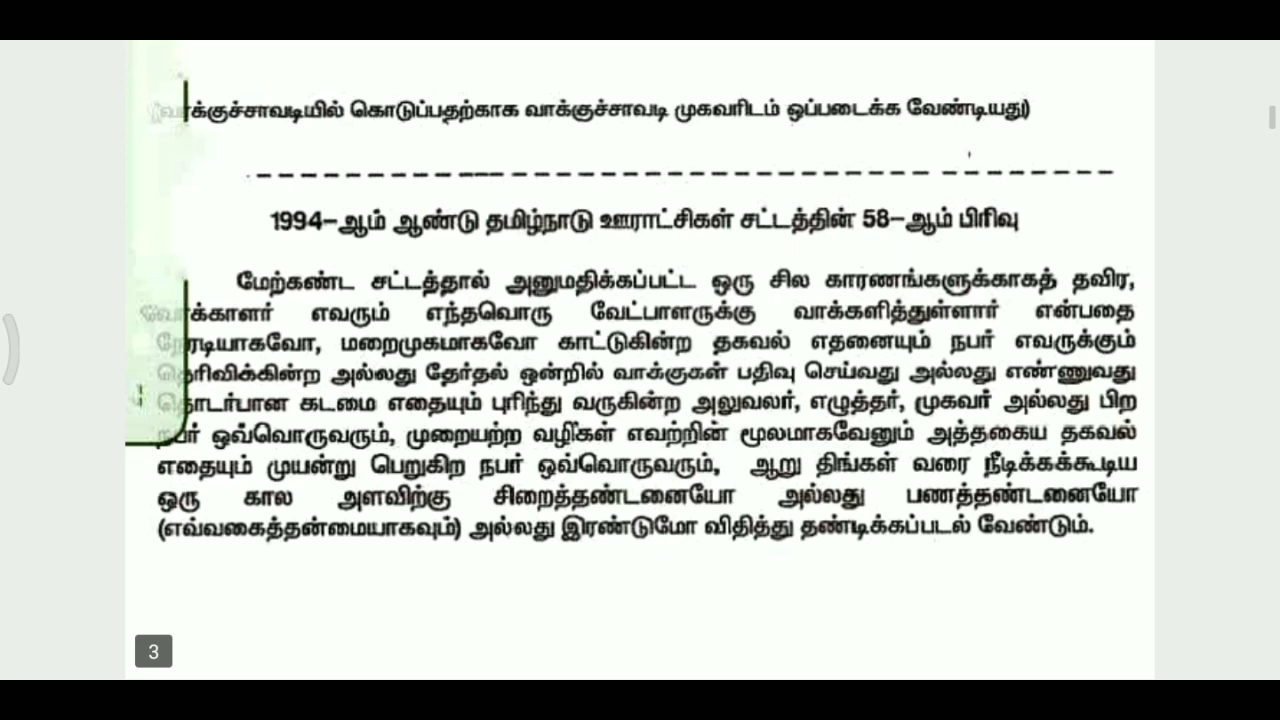 (வாக்குச்சாவடியில் கொடுப்பதற்காக வாக்குச்சாவடி முகவரிடம் ஒப்படைக்க வேண்டியது)
1994-ஆம் ஆண்டு தமிழ்நாடு ஊராட்சிகள் சட்டத்தின் 58-ஆம் பிரிவு
மேற்கண்ட சட்டத்தால் அனுமதிக்கப்பட்ட ஒரு சில காரணங்களுக்காகத் தவிர,
வாக்காளர் எவரும் எந்தவொரு வேட்பாளருக்கு வாக்களித்துள்ளார் என்பதை
நேரடியாகவோ, மறைமுகமாகவோ காட்டுகின்ற தகவல் எதனையும் நபர் எவருக்கும்
தெரிவிக்கின்ற அல்லது தேர்தல் ஒன்றில் வாக்குகள் பதிவு செய்வது அல்லது எண்ணுவது
தொடர்பான கடமை எதையும் புரிந்து வருகின்ற அலுவலர், எழுத்தர், முகவர் அல்லது பிற
நபர் ஒவ்வொருவரும், முறையற்ற வழிகள் எவற்றின் மூலமாகவேனும் அத்தகைய தகவல்
எதையும் முயன்று பெறுகிற நபர் ஒவ்வொருவரும், ஆறு திங்கள் வரை நீடிக்கக்கூடிய
ஒரு கால அளவிற்கு சிறைத்தண்டனையோ அல்லது பணத்தண்டனையோ
(எவ்வகைத்தன்மையாகவும்) அல்லது இரண்டுமோ விதித்து தண்டிக்கப்படல் வேண்டும்.
3